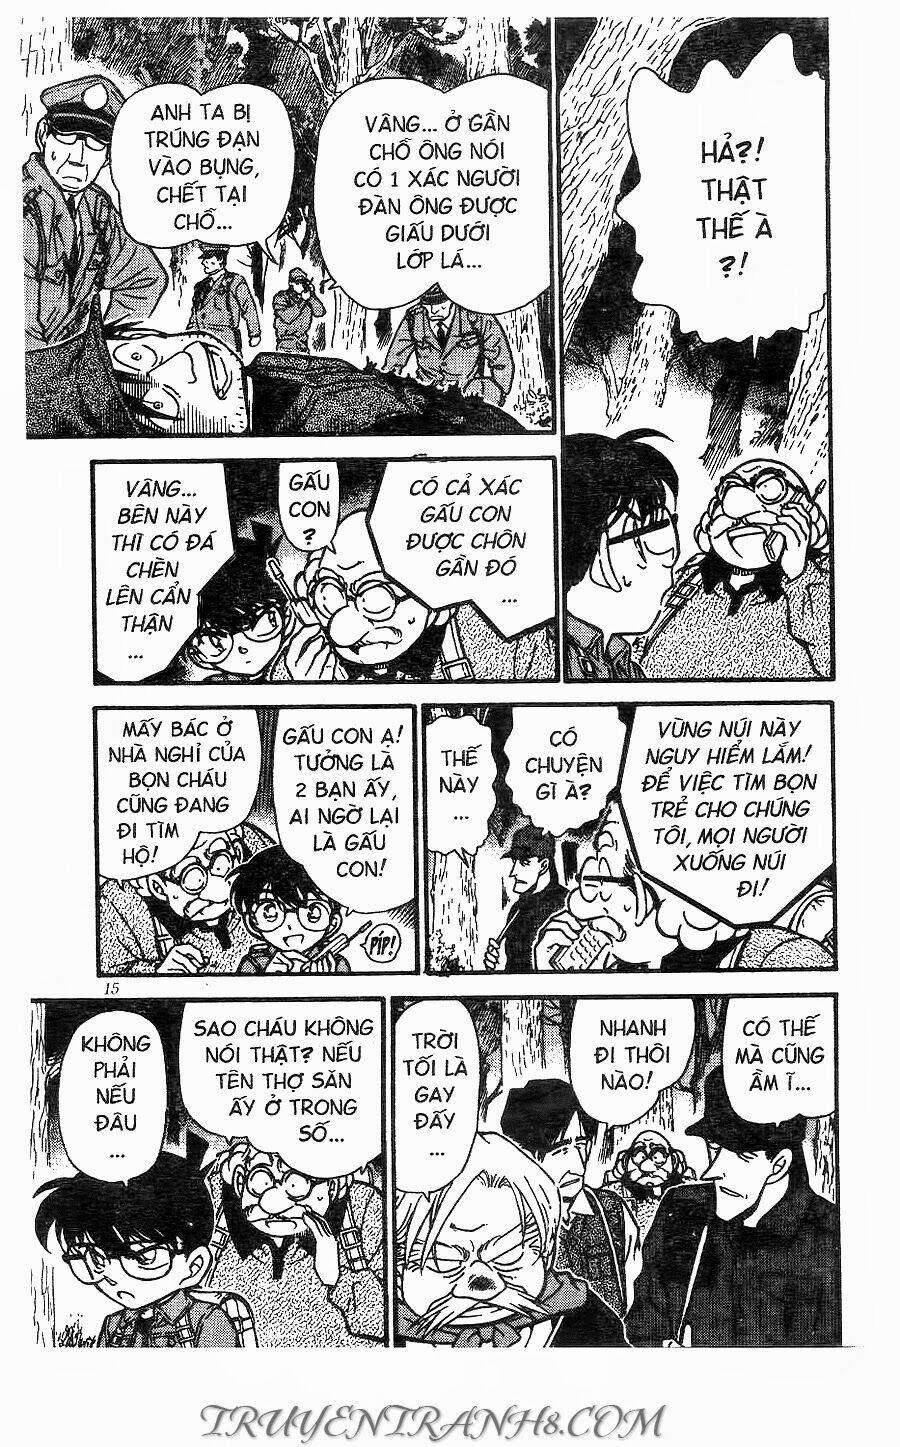 HẢ?!
THẬT
THẾ À
?!
VÂNG... Ở GẦN
CHỖ ÔNG NÓI
CÓ 1 XÁC NGƯỜI
ĐÀN ÔNG ĐƯỢC
GIẤU DƯỚI
LỚP LÁ...
ANH TA BỊ
TRÚNG ĐẠN
VÀO BỤNG,
CHẾT TẠI
CHỖ...
CÓ CẢ XÁC
GẤU CON
ĐƯỢC CHÔN
GẦN ĐÓ
...
GẤU
CON
?
VÂNG...
BÊN NÀY
THÌ CÓ ĐÁ
CHÈN
LÊN CẨN
THẬN
...
VÙNG NÚI NÀY
NGUY HIỂM LẮM!
ĐỂ VIỆC TÌM BỌN
TRẺ CHO CHÚNG
TÔI, MỌI NGƯỜI
XUỐNG NÚI
ĐI!
CÓ
CHUYỆN
GÌ À?
THẾ
NÀY
...
GẤU CON Ạ!
TƯỞNG LÀ
2 BẠN ẤY,
AI NGỜ LẠI
LÀ GẤU
CON!
PÍP!
MẤY BÁC Ở
NHÀ NGHỈ CỦA
BỌN CHÁU
CŨNG ĐANG
ĐI TÌM
HỘ!
15
CÓ THẾ
MÀ CŨNG
ẦM Ĩ...
NHANH
ĐI THÔI
NÀO!
TRỜI
TỐI LÀ
GAY
ĐẤY
SAO CHÁU KHÔNG
NÓI THẬT? NẾU
TÊN THỢ SĂN
ẤY Ở TRONG
SỐ...
KHÔNG
PHẢI
NẾU
ĐÂU
...
TRUYENTRANH8.COM